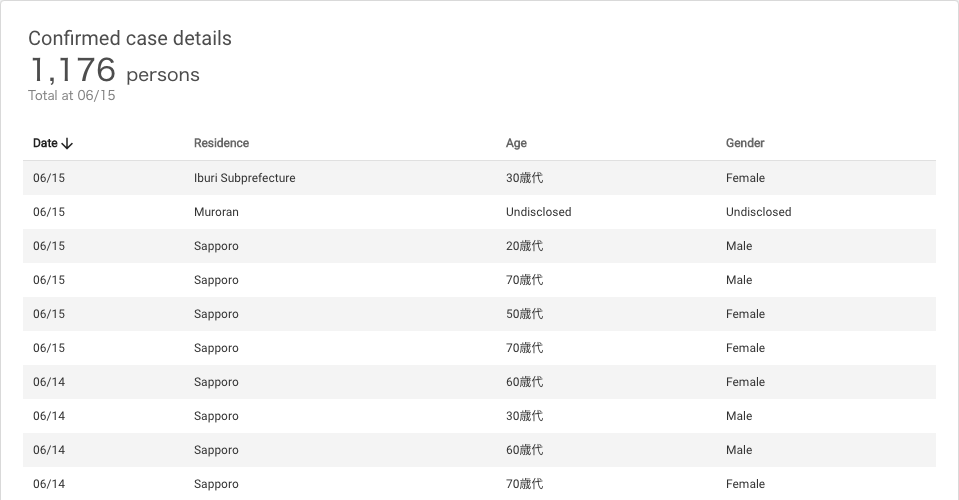 Confirmed case details
1,176 persons
Total at 06/15
Date ↓ Residence Age Gender
06/15 Iburi Subprefecture 30歳代 Female
06/15 Muroran Undisclosed Undisclosed
06/15 Sapporo 20歳代 Male
06/15 Sapporo 70歳代 Male
06/15 Sapporo 50歳代 Female
06/15 Sapporo 70歳代 Female
06/14 Sapporo 60歳代 Female
06/14 Sapporo 30歳代 Male
06/14 Sapporo 60歳代 Male
06/14 Sapporo 70歳代 Female